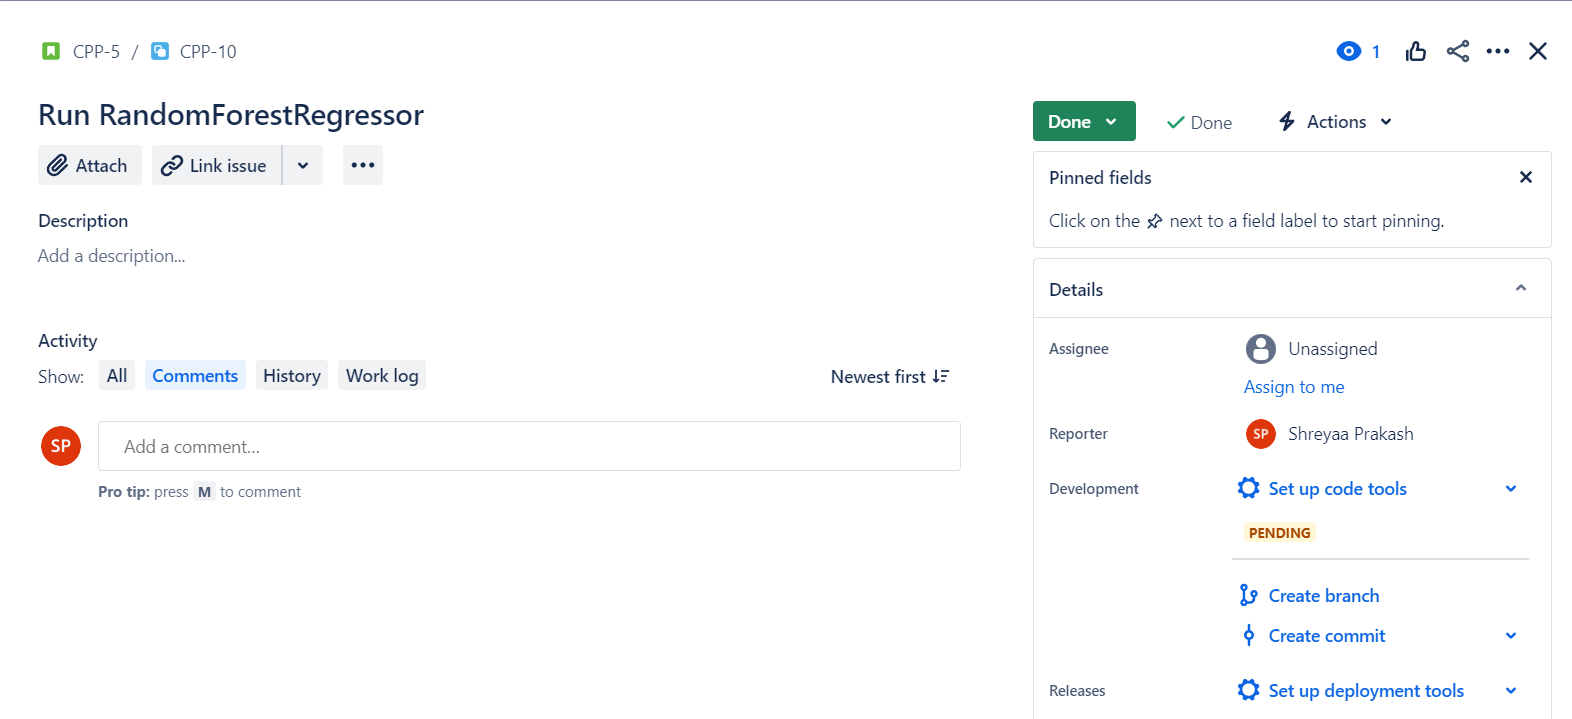 CPP-5 / CPP-10
1
Run RandomForestRegressor
Attach
Link issue
Description
Add a description...
Activity
Show: All Comments History Work log
Newest first
SP
Add a comment...
Pro tip: press M to comment
Done
Done
Actions
Pinned fields
Click on the next to a field label to start pinning.
Details
Assignee
Unassigned
Assign to me
Reporter
SP Shreyaa Prakash
Development
Set up code tools
PENDING
Create branch
Create commit
Releases
Set up deployment tools